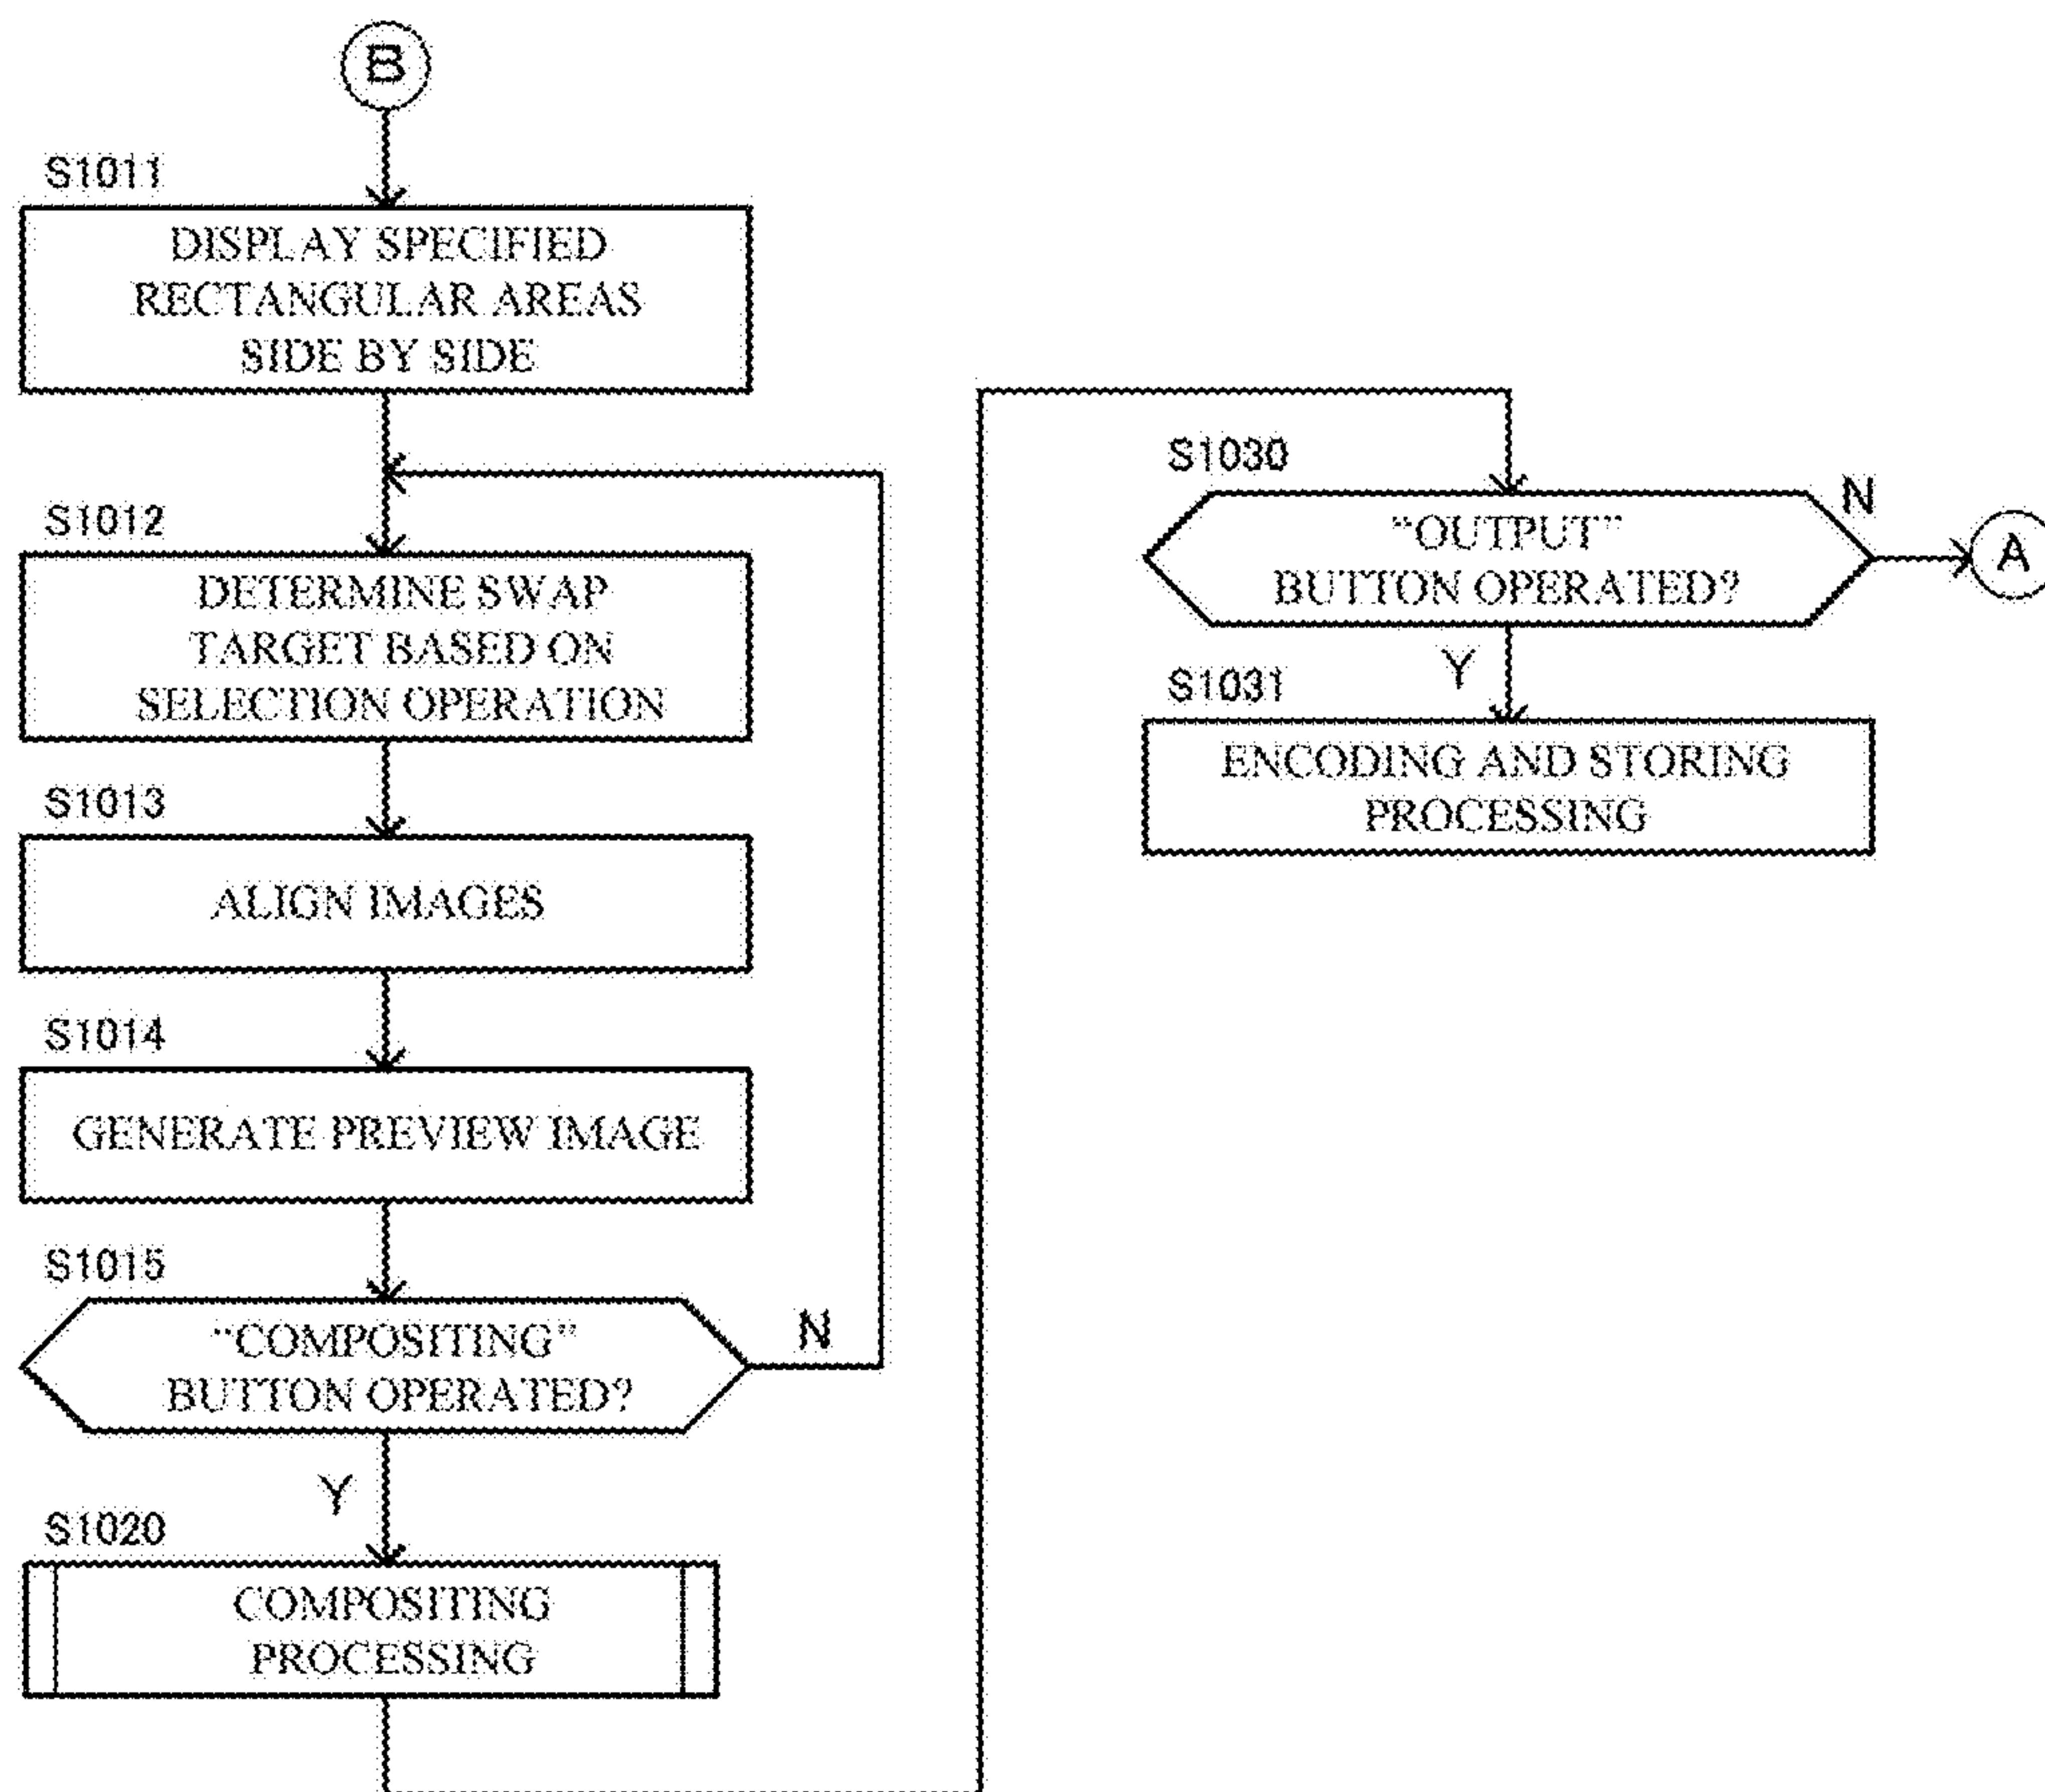 B
S1011
DISPLAY SPECIFIED
RECTANGULAR AREAS
SIDE BY SIDE
S1012
DETERMINE SWAP
TARGET BASED ON
SELECTION OPERATION
S1013
ALIGN IMAGES
S1014
GENERATE PREVIEW IMAGE
S1015
"COMPOSITING"
BUTTON OPERATED?
N
Y
S1020
COMPOSITING
PROCESSING
S1030
"OUTPUT"
BUTTON OPERATED?
N
A
Y
S1031
ENCODING AND STORING
PROCESSING